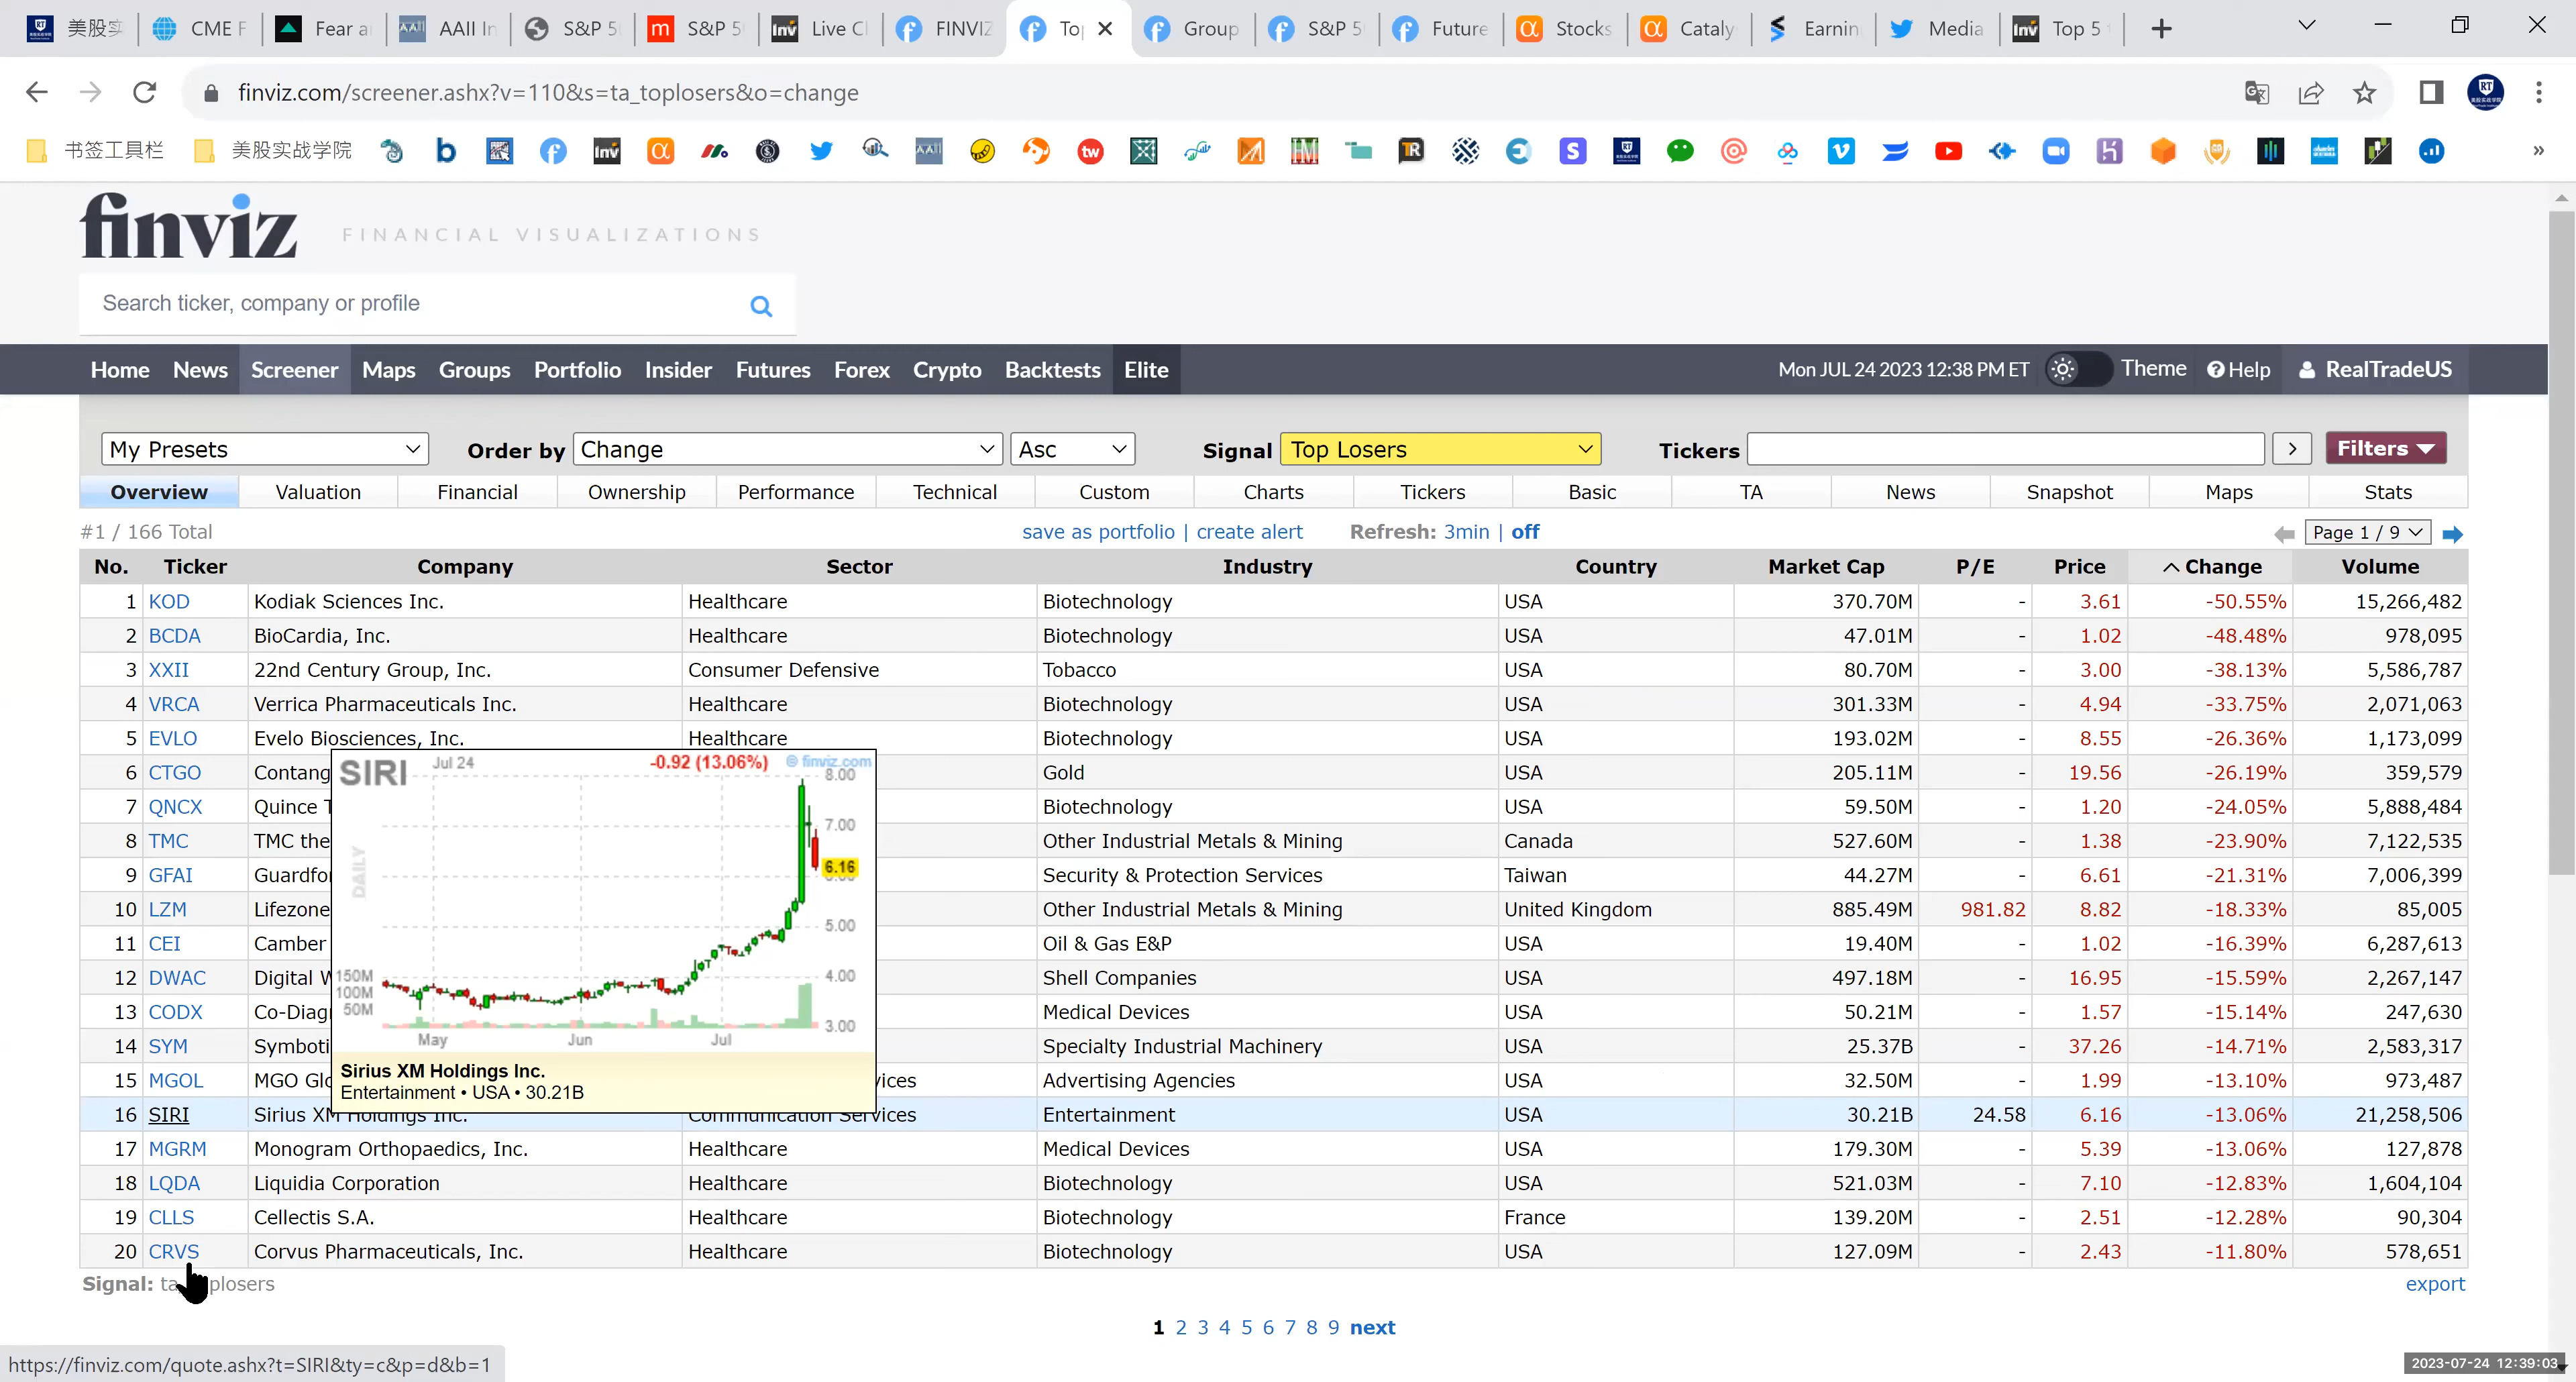 美股实 CME F Fear a AAII In S&P 5 S&P 5 Live C FINVIZ To Group S&P 5 Future Stocks Cataly Earnin Media Top 5
finviz.com/screener.ashx?v=110&s=ta_toplosers&o=change
书签工具栏 美股实战学院
finviz FINANCIAL VISUALIZATIONS
Search ticker, company or profile
Home News Screener Maps Groups Portfolio Insider Futures Forex Crypto Backtests Elite Mon JUL 24 2023 12:38 PM ET Theme Help RealTradeUS
My Presets Order by Change Asc Signal Top Losers Tickers > Filters
Overview Valuation Financial Ownership Performance Technical Custom Charts Tickers Basic TA News Snapshot Maps Stats
#1 / 166 Total save as portfolio | create alert Refresh: 3min | off Page 1 / 9
No. Ticker Company Sector Industry Country Market Cap P/E Price Change Volume
1 KOD Kodiak Sciences Inc. Healthcare Biotechnology USA 370.70M - 3.61 -50.55% 15,266,482
2 BCDA BioCardia, Inc. Healthcare Biotechnology USA 47.01M - 1.02 -48.48% 978,095
3 XXII 22nd Century Group, Inc. Consumer Defensive Tobacco USA 80.70M - 3.00 -38.13% 5,586,787
4 VRCA Verrica Pharmaceuticals Inc. Healthcare Biotechnology USA 301.33M - 4.94 -33.75% 2,071,063
5 EVLO Evelo Biosciences, Inc. Healthcare Biotechnology USA 193.02M - 8.55 -26.36% 1,173,099
6 CTGO Contang Gold USA 205.11M - 19.56 -26.19% 359,579
7 QNCX Quince T Biotechnology USA 59.50M - 1.20 -24.05% 5,888,484
8 TMC TMC the Other Industrial Metals & Mining Canada 527.60M - 1.38 -23.90% 7,122,535
9 GFAI Guardfo Security & Protection Services Taiwan 44.27M - 6.61 -21.31% 7,006,399
10 LZM Lifezone Other Industrial Metals & Mining United Kingdom 885.49M 981.82 8.82 -18.33% 85,005
11 CEI Camber Oil & Gas E&P USA 19.40M - 1.02 -16.39% 6,287,613
12 DWAC Digital W Shell Companies USA 497.18M - 16.95 -15.59% 2,267,147
13 CODX Co-Diag Medical Devices USA 50.21M - 1.57 -15.14% 247,630
14 SYM Symboti Specialty Industrial Machinery USA 25.37B - 37.26 -14.71% 2,583,317
15 MGOL MGO Glo vices Advertising Agencies USA 32.50M - 1.99 -13.10% 973,487
16 SIRI Sirius XM Holdings Inc. Communication Services Entertainment USA 30.21B 24.58 6.16 -13.06% 21,258,506
17 MGRM Monogram Orthopaedics, Inc. Healthcare Medical Devices USA 179.30M - 5.39 -13.06% 127,878
18 LQDA Liquidia Corporation Healthcare Biotechnology USA 521.03M - 7.10 -12.83% 1,604,104
19 CLLS Cellectis S.A. Healthcare Biotechnology France 139.20M - 2.51 -12.28% 90,304
20 CRVS Corvus Pharmaceuticals, Inc. Healthcare Biotechnology USA 127.09M - 2.43 -11.80% 578,651
SIRI Jul 24 -0.92 (13.06%) © finviz.com
8.00
7.00
6.16
5.00
150M 4.00
100M
50M
3.00
DAILY
May Jun Jul
Sirius XM Holdings Inc.
Entertainment • USA • 30.21B
Signal: ta plosers export
1 2 3 4 5 6 7 8 9 next
https://finviz.com/quote.ashx?t=SIRI&ty=c&p=d&b=1
2023-07-24 12:39:03